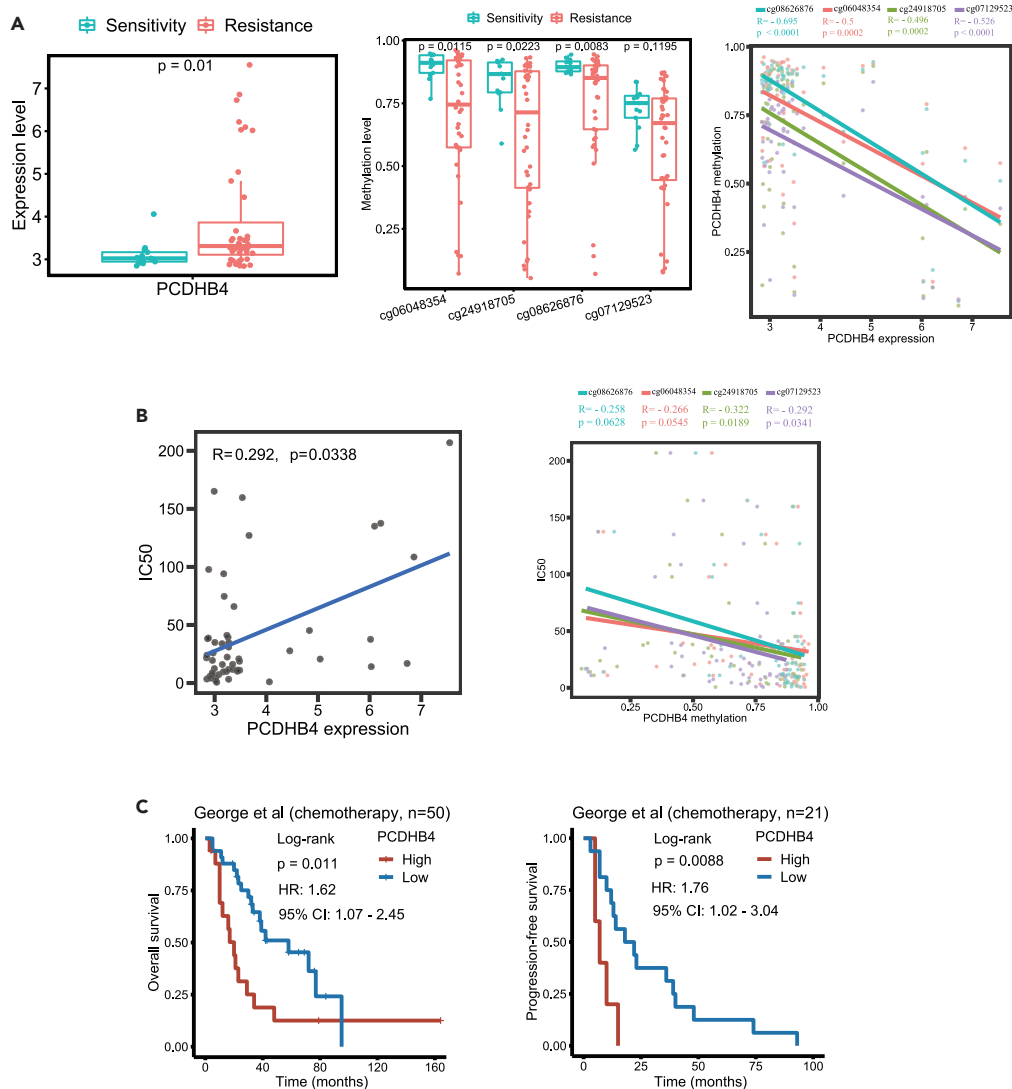 A
Sensitivity Resistance
p = 0.01
Expression level
7
6
5
4
3
PCDHB4
Sensitivity Resistance
p = 0.0115 p = 0.0223 p = 0.0083 p = 0.1195
Methylation level
1.00
0.75
0.50
0.25
0.00
cg06048354 cg24918705 cg08626876 cg07129523
cg08626876 cg06048354 cg24918705 cg07129523
R= - 0.695 R= - 0.5 R= - 0.496 R= - 0.526
p < 0.0001 p = 0.0002 p = 0.0002 p < 0.0001
PCDHB4 methylation
1.00
0.75
0.50
0.25
3 4 5 6 7
PCDHB4 expression
B
R=0.292, p=0.0338
IC50
200
150
100
50
0
3 4 5 6 7
PCDHB4 expression
cg08626876 cg06048354 cg24918705 cg07129523
R= - 0.258 R= - 0.266 R= - 0.322 R= - 0.292
p = 0.0628 p = 0.0545 p = 0.0189 p = 0.0341
IC50
200
150
100
50
0
0.25 0.50 0.75 1.00
PCDHB4 methylation
C
George et al (chemotherapy, n=50)
Log-rank
p = 0.011
HR: 1.62
95% CI: 1.07 - 2.45
PCDHB4
High
Low
Overall survival
1.00
0.75
0.50
0.25
0.00
0 40 80 120 160
Time (months)
George et al (chemotherapy, n=21)
Log-rank
p = 0.0088
HR: 1.76
95% CI: 1.02 - 3.04
PCDHB4
High
Low
Progression-free survival
1.00
0.75
0.50
0.25
0.00
0 25 50 75 100
Time (months)